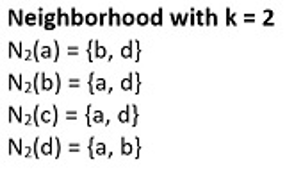 Neighborhood with k = 2
N₂(a) = {b, d}
N₂(b) = {a, d}
N₂(c) = {a, d}
N₂(d) = {a, b}